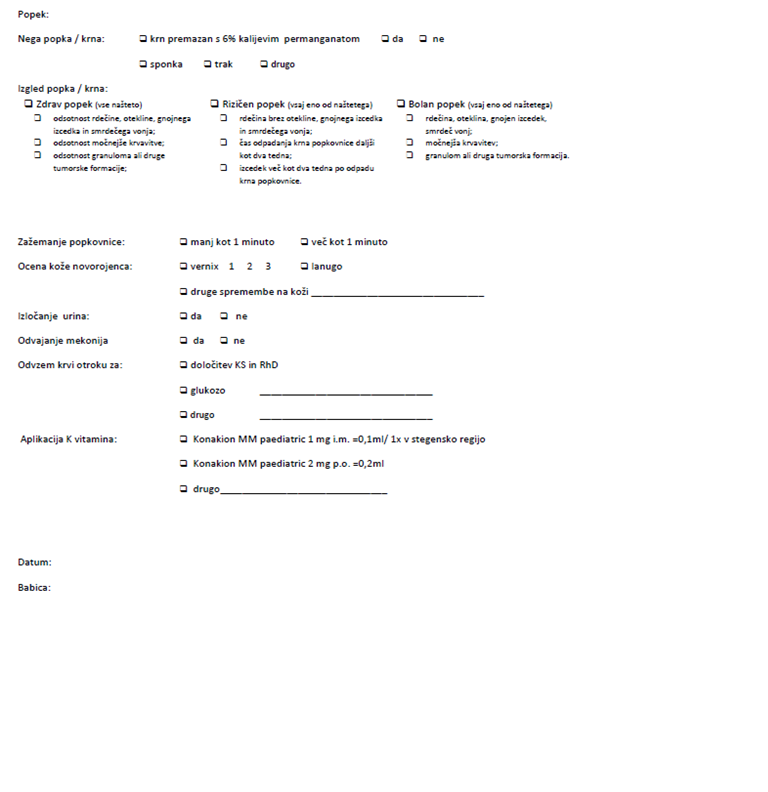 Popek:
Nega popka / krna: ❑ krn premazan s 6% kalijevim permanganatom ❑ da ❑ ne
❑ sponka ❑ trak ❑ drugo
Izgled popka / krna:
❑ Zdrav popek (vse našteto)
❑ odsotnost rdečine, otekline, gnojnega
izcedka in smrdečega vonja;
❑ odsotnost močnejše krvavitve;
❑ odsotnost granuloma ali druge
tumorske formacije;
❑ Rizičen popek (vsaj eno od naštetega)
❑ rdečina brez otekline, gnojnega izcedka
in smrdečega vonja;
❑ čas odpadanja krna popkovnice daljši
kot dva tedna;
❑ izcedek več kot dva tedna po odpadu
krna popkovnice.
❑ Bolan popek (vsaj eno od naštetega)
❑ rdečina, oteklina, gnojen izcedek,
smrdeč vonj;
❑ močnejša krvavitev;
❑ granulom ali druga tumorska formacija.
Zažemanje popkovnice: ❑ manj kot 1 minuto ❑ več kot 1 minuto
Ocena kože novorojenca: ❑ vernix 1 2 3 ❑ lanugo
❑ druge spremembe na koži ______________________________
Izločanje urina: ❑ da ❑ ne
Odvajanje mekonija ❑ da ❑ ne
Odvzem krvi otroku za: ❑ določitev KS in RhD
❑ glukozo ______________________________
❑ drugo ______________________________
Aplikacija K vitamina: ❑ Konakion MM paediatric 1 mg i.m. =0,1ml/ 1x v stegensko regijo
❑ Konakion MM paediatric 2 mg p.o. =0,2ml
❑ drugo_____________________________
Datum:
Babica: